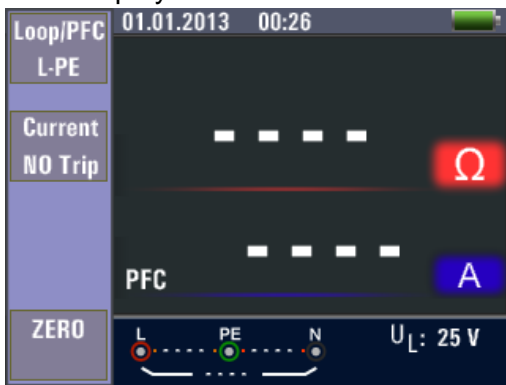 Loop/PFC
L-PE
Current
NO Trip
ZERO
01.01.2013 00:26
- - - -
Ω
- - - -
PFC
A
L PE N
UL: 25 V